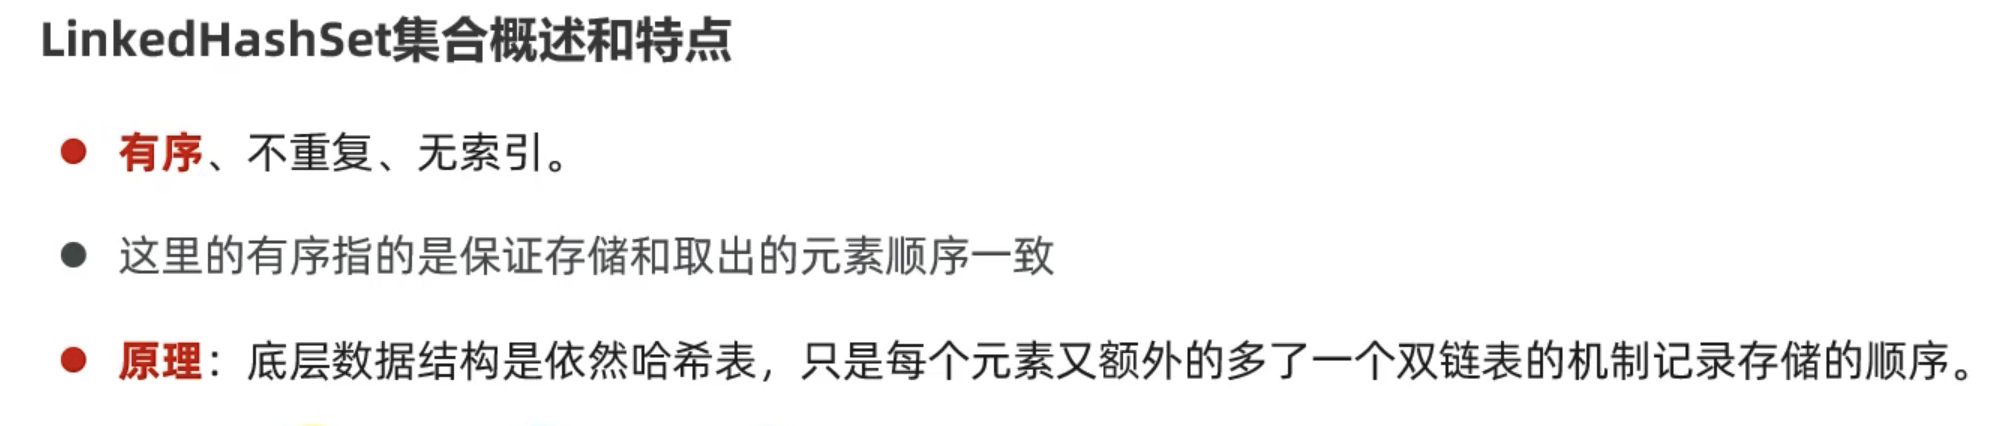 LinkedHashSet集合概述和特点
● 有序、不重复、无索引。
● 这里的有序指的是保证存储和取出的元素顺序一致
● 原理：底层数据结构是依然哈希表，只是每个元素又额外的多了一个双链表的机制记录存储的顺序。